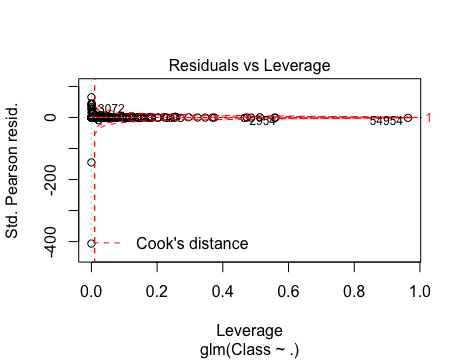 Residuals vs Leverage
Std. Pearson resid.
0
-200
-400
3072
2954
54954
1
Cook's distance
0.0 0.2 0.4 0.6 0.8 1.0
Leverage
glm(Class ~ .)